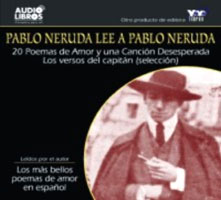 AUDIO
LIBROS
Otro producto de editora
YOYO
PABLO NERUDA LEE A PABLO NERUDA
20 Poemas de Amor y una Canción Desesperada
Los versos del capitán (selección)
Leídos por el autor
Los más bellos
poemas de amor
en español